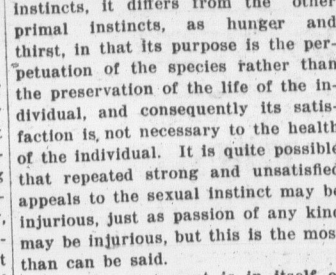 instincts, it differs from the other
primal instincts, as hunger and
thirst, in that its purpose is the per-
petuation of the species rather than
the preservation of the life of the in-
dividual, and consequently its satis-
faction is, not necessary to the health
of the individual. It is quite possible
that repeated strong and unsatisfied
appeals to the sexual instinct may be
injurious, just as passion of any kind
may be injurious, but this is the mos
than can be said.